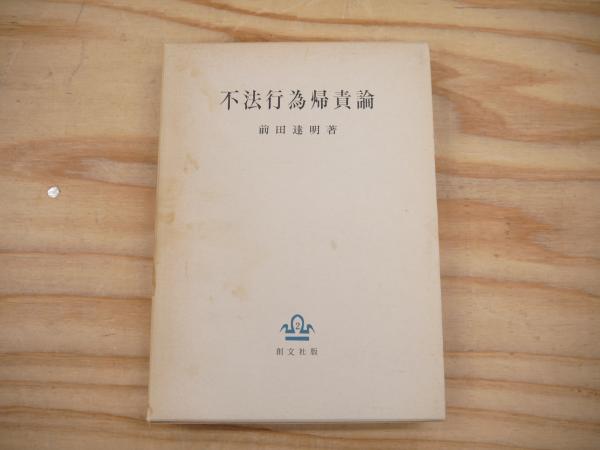 不法行為帰責論
前田達明著
2
創文社版